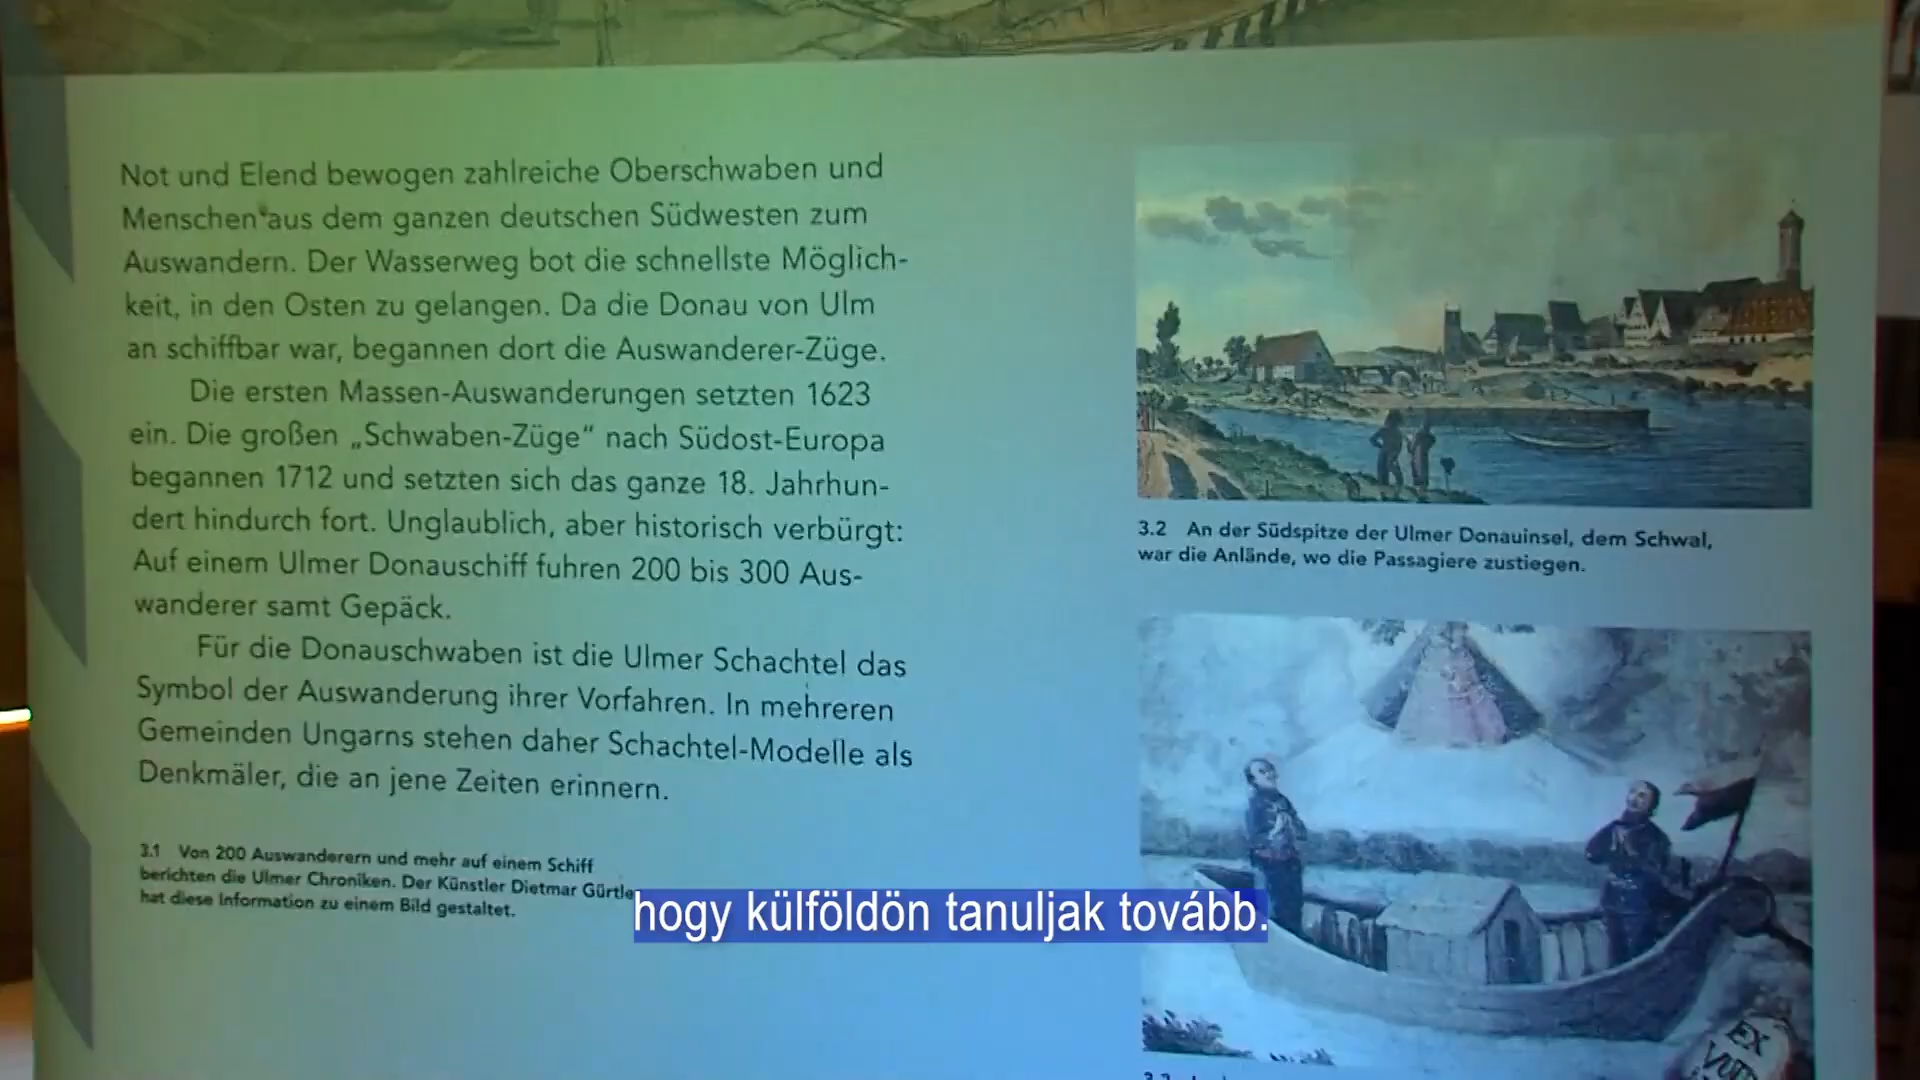 Not und Elend bewogen zahlreiche Oberschwaben und
Menschen aus dem ganzen deutschen Südwesten zum
Auswandern. Der Wasserweg bot die schnellste Möglich-
keit, in den Osten zu gelangen. Da die Donau von Ulm
an schiffbar war, begannen dort die Auswanderer-Züge.
Die ersten Massen-Auswanderungen setzten 1623
ein. Die großen „Schwaben-Züge“ nach Südost-Europa
begannen 1712 und setzten sich das ganze 18. Jahrhun-
dert hindurch fort. Unglaublich, aber historisch verbürgt:
Auf einem Ulmer Donauschiff fuhren 200 bis 300 Aus-
wanderer samt Gepäck.
Für die Donauschwaben ist die Ulmer Schachtel das
Symbol der Auswanderung ihrer Vorfahren. In mehreren
Gemeinden Ungarns stehen daher Schachtel-Modelle als
Denkmäler, die an jene Zeiten erinnern.
3.1 Von 200 Auswanderern und mehr auf einem Schiff
berichten die Ulmer Chroniken. Der Künstler Dietmar Gürtle
hat diese Information zu einem Bild gestaltet.
3.2 An der Südspitze der Ulmer Donauinsel, dem Schwal,
war die Anlände, wo die Passagiere zustiegen.
EX
hogy külföldön tanuljak tovább.